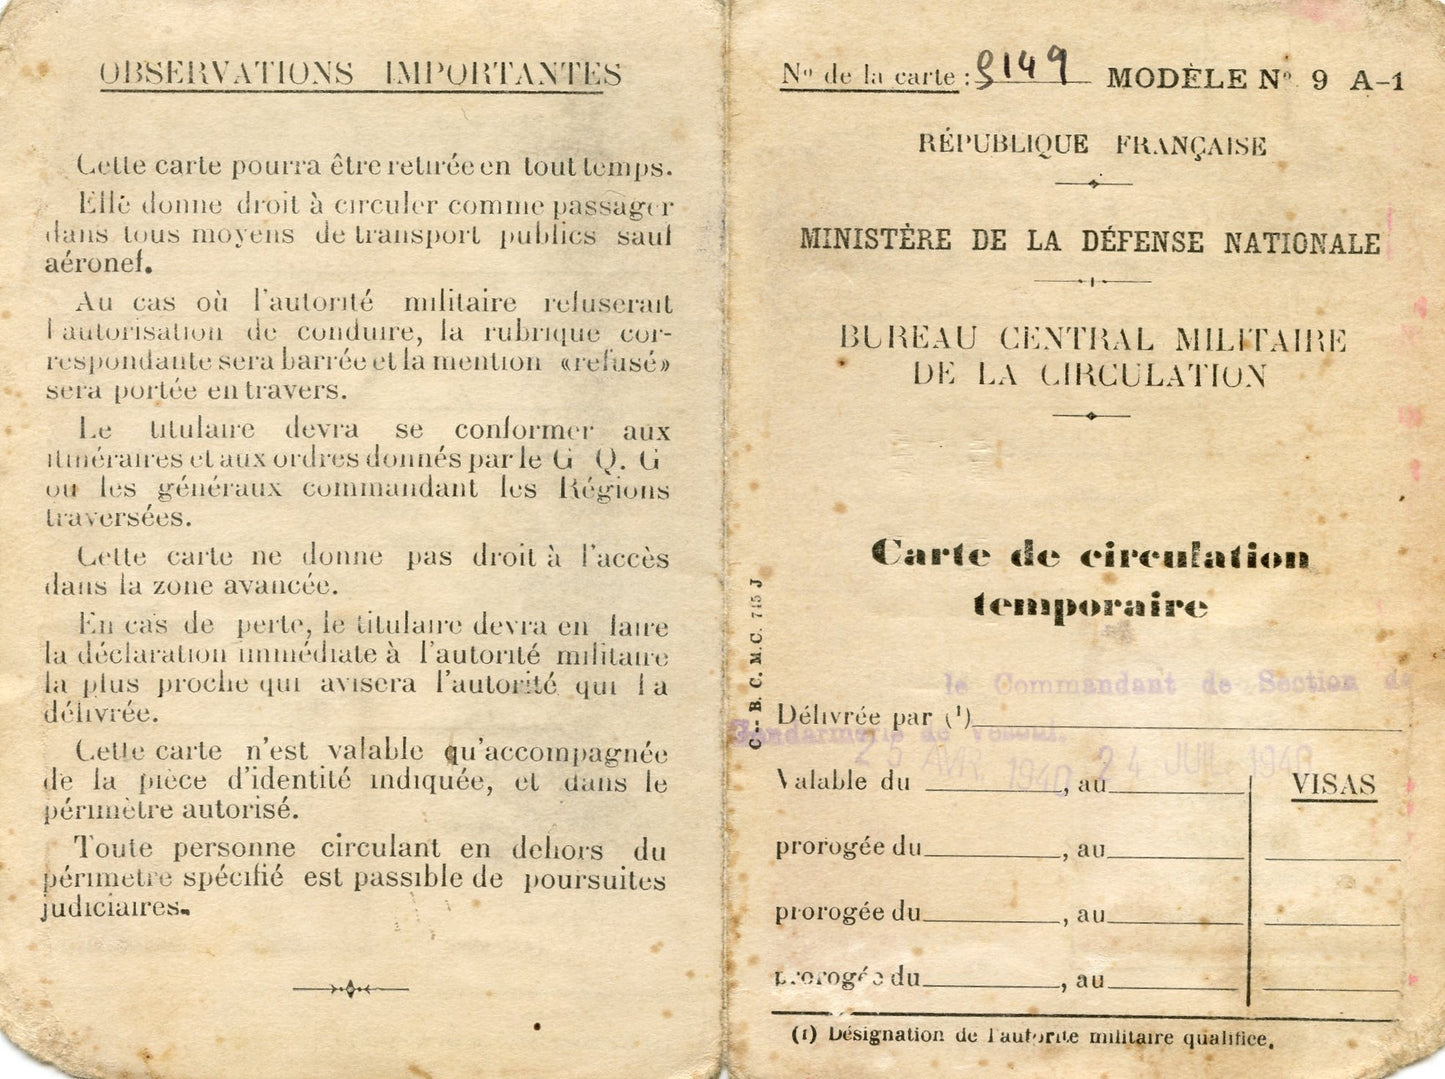 OBSERVATIONS IMPORTANTES
Cette carte pourra être retirée en tout temps.
Elle donne droit à circuler comme passager
dans tous moyens de transport publics sauf
aéronef.
Au cas où l'autorité militaire refuserait
l'autorisation de conduire, la rubrique cor-
respondante sera barrée et la mention «refusé»
sera portée en travers.
Le titulaire devra se conformer aux
itinéraires et aux ordres donnés par le G. Q. G.
ou les généraux commandant les Régions
traversées.
Cette carte ne donne pas droit à l'accès
dans la zone avancée.
En cas de perte, le titulaire devra en faire
la déclaration immédiate à l'autorité militaire
la plus proche qui avisera l'autorité qui la
délivrée.
Cette carte n'est valable qu'accompagnée
de la pièce d'identité indiquée, et dans le
périmètre autorisé.
Toute personne circulant en dehors du
périmetre spécifié est passible de poursuites
judiciaires.
Nº de la carte : 9149 MODÈLE Nº 9 A-1
RÉPUBLIQUE FRANÇAISE
MINISTÈRE DE LA DÉFENSE NATIONALE
BUREAU CENTRAL MILITAIRE
DE LA CIRCULATION
Carte de circulation
temporaire
C.- B. C. M. C. 715 J
le Commandant de Section de
Délivrée par (1)
Gendarmerie de Vesoul.
25 AVR. 1940 24 JUIL. 1940
Valable du , au VISAS
prorogée du , au
prorogée du , au
prorogée du , au
(1) Désignation de l'autorité militaire qualifiée.